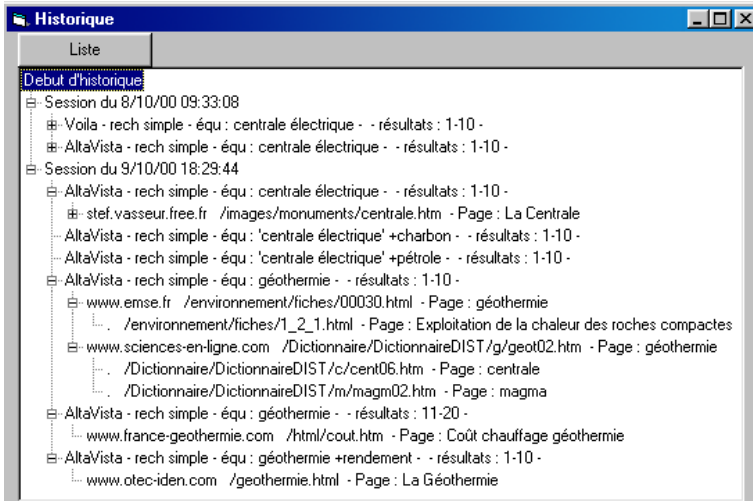 Historique
Liste
Debut d'historique
Session du 8/10/00 09:33:08
Voila - rech simple - équ : centrale électrique - - résultats : 1-10 -
AltaVista - rech simple - équ : centrale électrique - - résultats : 1-10 -
Session du 9/10/00 18:29:44
AltaVista - rech simple - équ : centrale électrique - - résultats : 1-10 -
stef.vasseur.free.fr /images/monuments/centrale.htm - Page : La Centrale
AltaVista - rech simple - équ : 'centrale électrique' +charbon - - résultats : 1-10 -
AltaVista - rech simple - équ : 'centrale électrique' +pétrole - - résultats : 1-10 -
AltaVista - rech simple - équ : géothermie - - résultats : 1-10 -
www.emse.fr /environnement/fiches/00030.html - Page : géothermie
. /environnement/fiches/1_2_1.html - Page : Exploitation de la chaleur des roches compactes
www.sciences-en-ligne.com /Dictionnaire/DictionnaireDIST/g/geot02.htm - Page : géothermie
. /Dictionnaire/DictionnaireDIST/c/cent06.htm - Page : centrale
. /Dictionnaire/DictionnaireDIST/m/magm02.htm - Page : magma
AltaVista - rech simple - équ : géothermie - - résultats : 11-20 -
www.france-geothermie.com /html/cout.htm - Page : Coût chauffage géothermie
AltaVista - rech simple - équ : géothermie +rendement - - résultats : 1-10 -
www.otec-iden.com /geothermie.html - Page : La Géothermie